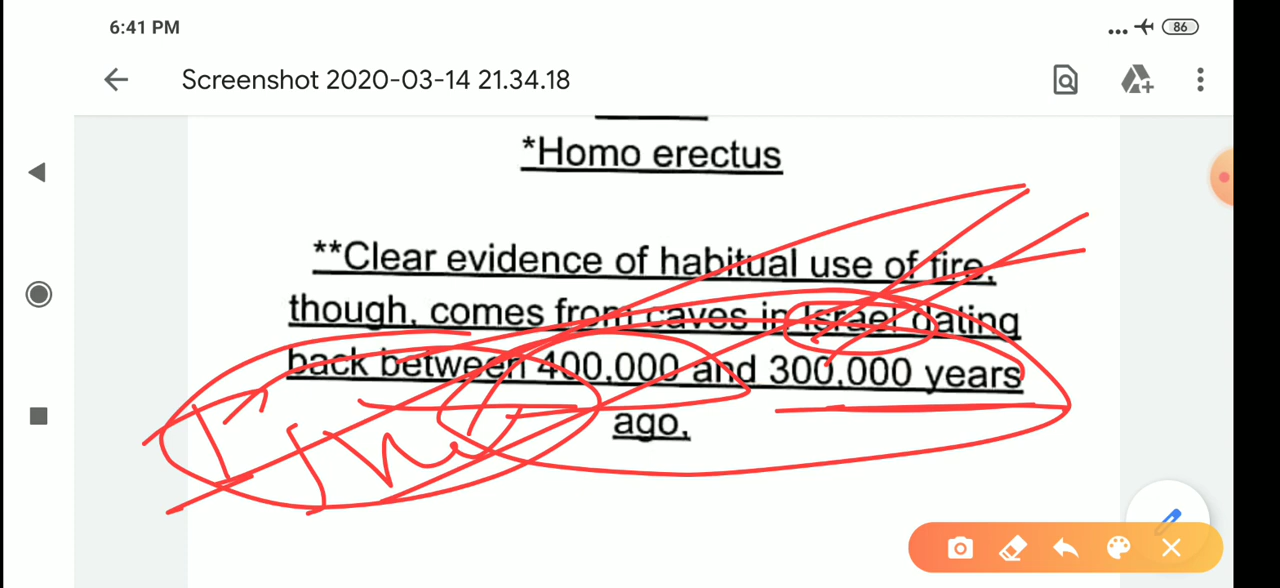 6:41 PM
86
Screenshot 2020-03-14 21.34.18
*Homo erectus
**Clear evidence of habitual use of fire,
though, comes from caves in Israel dating
back between 400,000 and 300,000 years
ago,